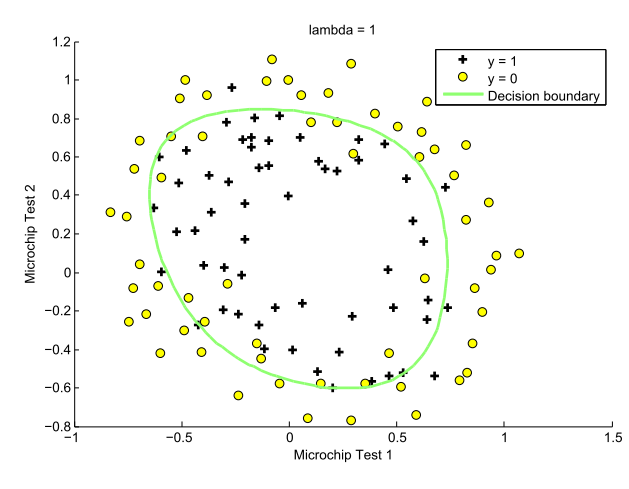 lambda = 1
1.2
1
0.8
0.6
0.4
0.2
0
−0.2
−0.4
−0.6
−0.8
−1
−0.5
0
0.5
1
1.5
Microchip Test 1
Microchip Test 2
y = 1
y = 0
Decision boundary